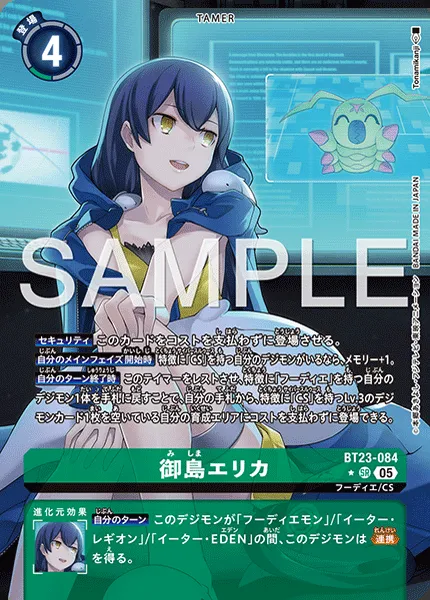 TAMER
登場
4
Tonamikanji
BANDAI MADE IN JAPAN
SAMPLE
セキュリティ このカードをコストを支払わずに登場させる。
自分のメインフェイズ開始時 特徴に「CS」を持つ自分のデジモンがいるなら、メモリー+1。
自分のターン終了時 このテイマーをレストさせ、特徴に「フーディエ」を持つ自分の
デジモン1体を手札に戻すことで、自分の手札から、特徴に「CS」を持つLv.3のデジ
モンカード1枚を空いている自分の育成エリアにコストを支払わずに登場できる。
BT23-084
御島エリカ
みしま
SR 05
フーディエ/CS
進化元効果
自分のターン このデジモンが「フーディエモン」/「イーター・
レギオン」/「イーター・EDEN」の間、このデジモンは 連携
を得る。